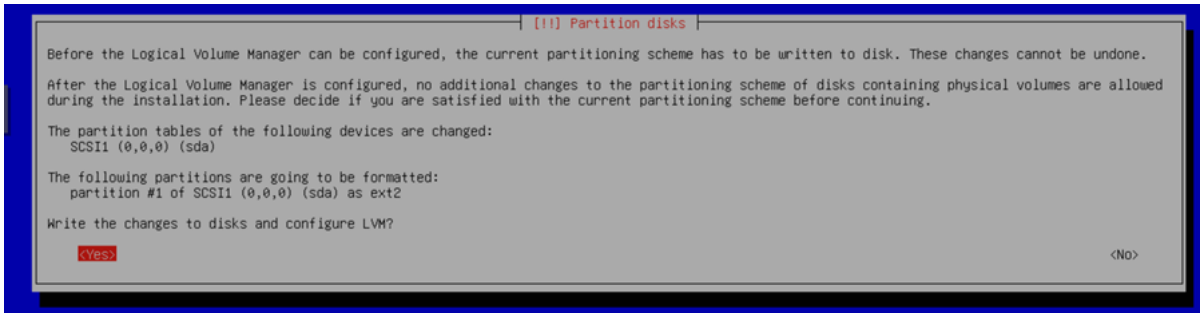 [!!] Partition disks
Before the Logical Volume Manager can be configured, the current partitioning scheme has to be written to disk. These changes cannot be undone.
After the Logical Volume Manager is configured, no additional changes to the partitioning scheme of disks containing physical volumes are allowed
during the installation. Please decide if you are satisfied with the current partitioning scheme before continuing.
The partition tables of the following devices are changed:
SCSI1 (0,0,0) (sda)
The following partitions are going to be formatted:
partition #1 of SCSI1 (0,0,0) (sda) as ext2
Write the changes to disks and configure LVM?
<Yes> <No>